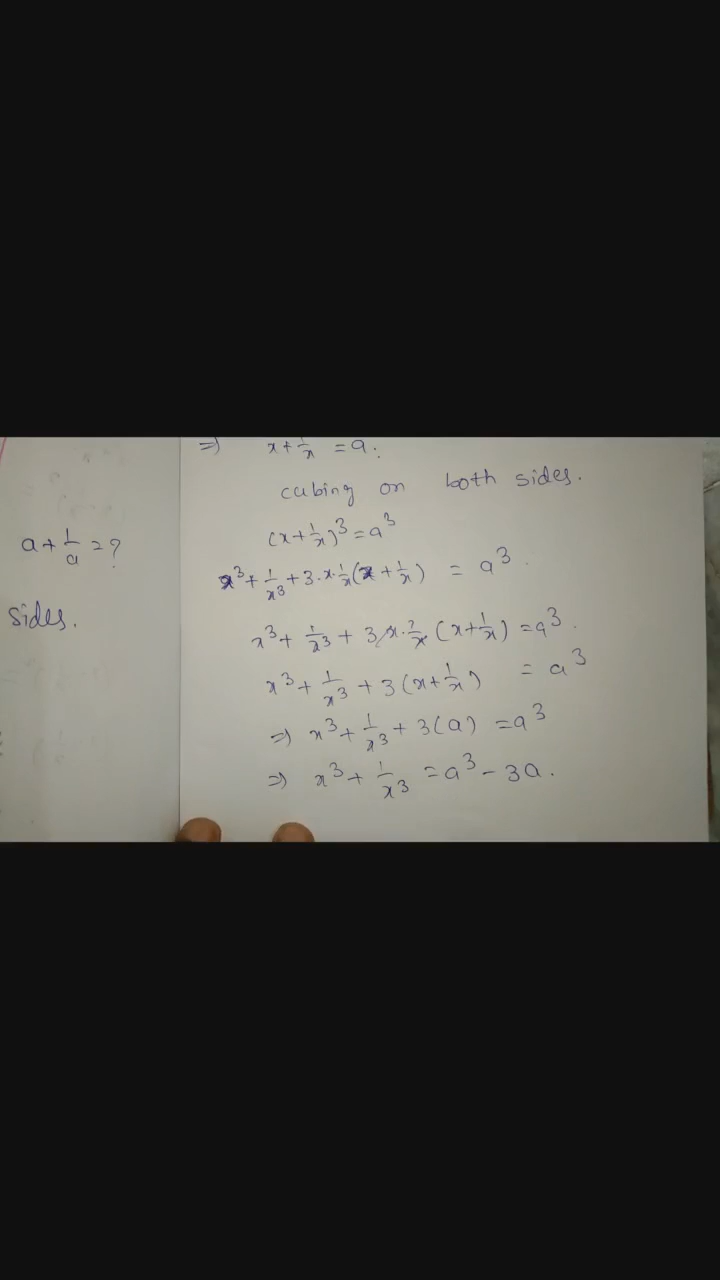 a + 1/a = ?
sides.
⇒ x + 1/x = a.
cubing on both sides.
(x + 1/x)³ = a³
x³ + 1/x³ + 3·x·1/x(x + 1/x) = a³.
x³ + 1/x³ + 3x·1/x (x + 1/x) = a³.
x³ + 1/x³ + 3(x + 1/x) = a³
⇒ x³ + 1/x³ + 3(a) = a³
⇒ x³ + 1/x³ = a³ - 3a.